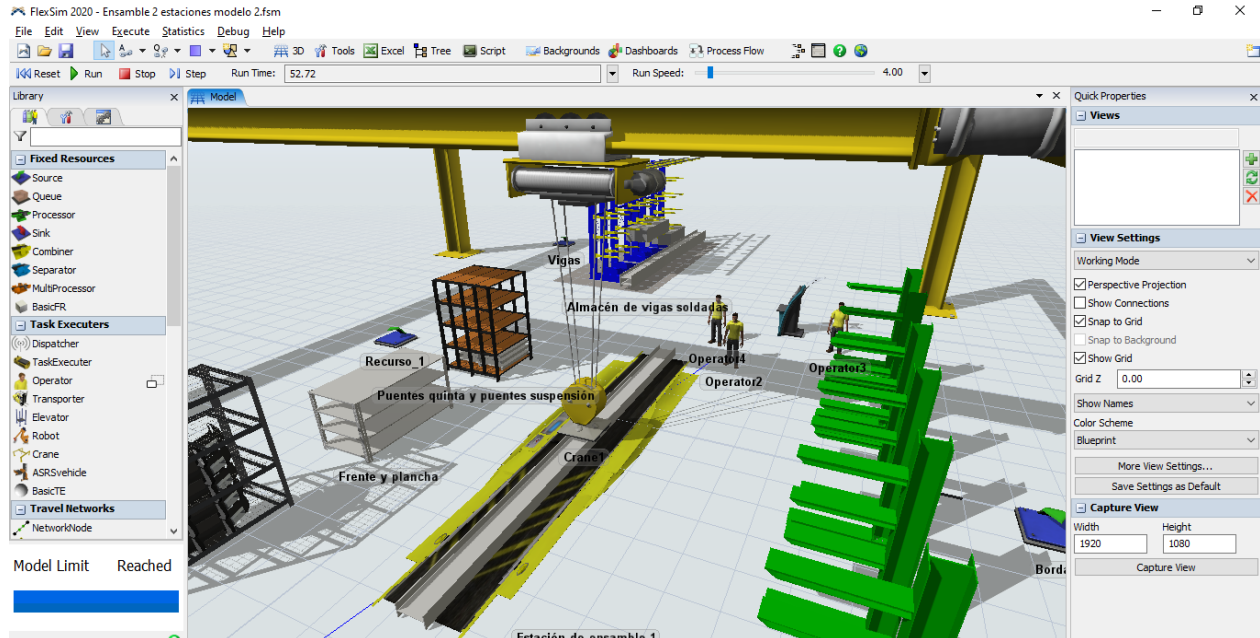 FlexSim 2020 - Ensamble 2 estaciones modelo 2.fsm
File Edit View Execute Statistics Debug Help
3D Tools Excel Tree Script Backgrounds Dashboards Process Flow
Reset Run Stop Step Run Time: 52.72 Run Speed: 4.00
Library
Model
Quick Properties
Views
Fixed Resources
Source
Queue
Processor
Sink
Combiner
Separator
MultiProcessor
BasicFR
Task Executers
Dispatcher
TaskExecuter
Operator
Transporter
Elevator
Robot
Crane
ASRSvehicle
BasicTE
Travel Networks
NetworkNode
Model Limit Reached
Vigas
Almacén de vigas soldadas
Recurso_1
Operator4
Operator3
Operator2
Puentes quinta y puentes suspensión
Crane1
Frente y plancha
Borda
Estación de ensamble 1
View Settings
Working Mode
Perspective Projection
Show Connections
Snap to Grid
Snap to Background
Show Grid
Grid Z 0.00
Show Names
Color Scheme
Blueprint
More View Settings...
Save Settings as Default
Capture View
Width Height
1920 1080
Capture View